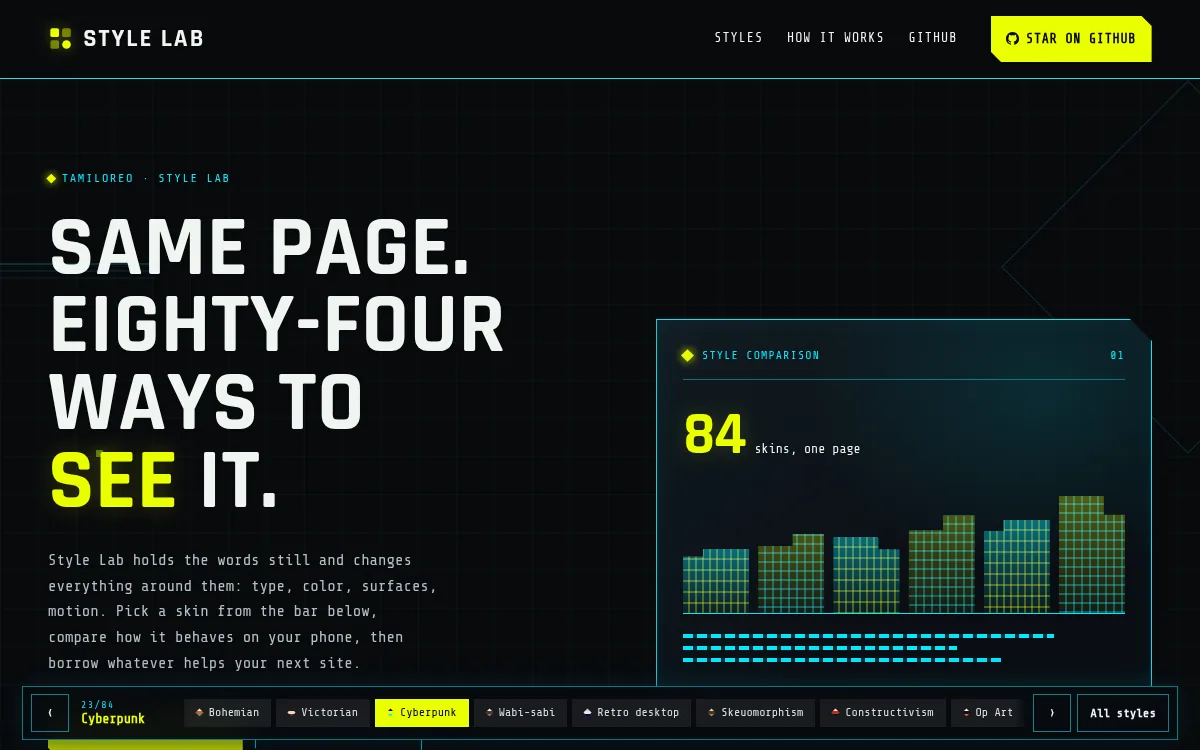 STYLE LAB
STYLES HOW IT WORKS GITHUB STAR ON GITHUB
TAMILOREO · STYLE LAB
SAME PAGE.
EIGHTY-FOUR
WAYS TO
SEE IT.
Style Lab holds the words still and changes
everything around them: type, color, surfaces,
motion. Pick a skin from the bar below,
compare how it behaves on your phone, then
borrow whatever helps your next site.
STYLE COMPARISON 01
84 skins, one page
23/84
Cyberpunk
Bohemian Victorian Cyberpunk Wabi-sabi Retro desktop Skeuomorphism Constructivism Op Art
All styles